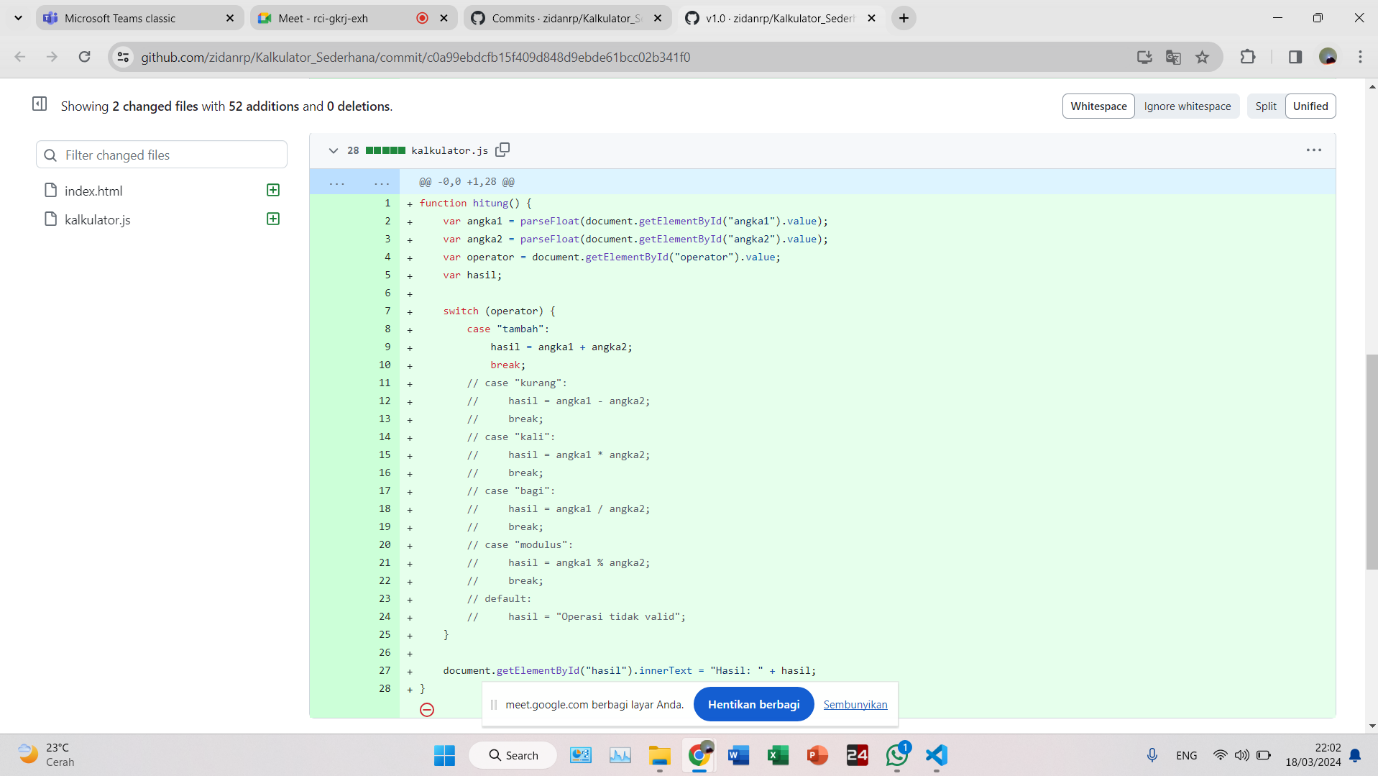 Microsoft Teams classic
Meet - rci-gkrj-exh
Commits · zidanrp/Kalkulator_S
v1.0 · zidanrp/Kalkulator_Sederh
github.com/zidanrp/Kalkulator_Sederhana/commit/c0a99ebdcfb15f409d848d9ebde61bcc02b341f0
Showing 2 changed files with 52 additions and 0 deletions.
Whitespace Ignore whitespace Split Unified
Filter changed files
index.html
kalkulator.js
28 kalkulator.js
... ... @@ -0,0 +1,28 @@
1 + function hitung() {
2 + var angka1 = parseFloat(document.getElementById("angka1").value);
3 + var angka2 = parseFloat(document.getElementById("angka2").value);
4 + var operator = document.getElementById("operator").value;
5 + var hasil;
6 +
7 + switch (operator) {
8 + case "tambah":
9 + hasil = angka1 + angka2;
10 + break;
11 + // case "kurang":
12 + // hasil = angka1 - angka2;
13 + // break;
14 + // case "kali":
15 + // hasil = angka1 * angka2;
16 + // break;
17 + // case "bagi":
18 + // hasil = angka1 / angka2;
19 + // break;
20 + // case "modulus":
21 + // hasil = angka1 % angka2;
22 + // break;
23 + // default:
24 + // hasil = "Operasi tidak valid";
25 + }
26 +
27 + document.getElementById("hasil").innerText = "Hasil: " + hasil;
28 + }
meet.google.com berbagi layar Anda. Hentikan berbagi Sembunyikan
23°C
Cerah
Search
24
1
ENG
22:02
18/03/2024